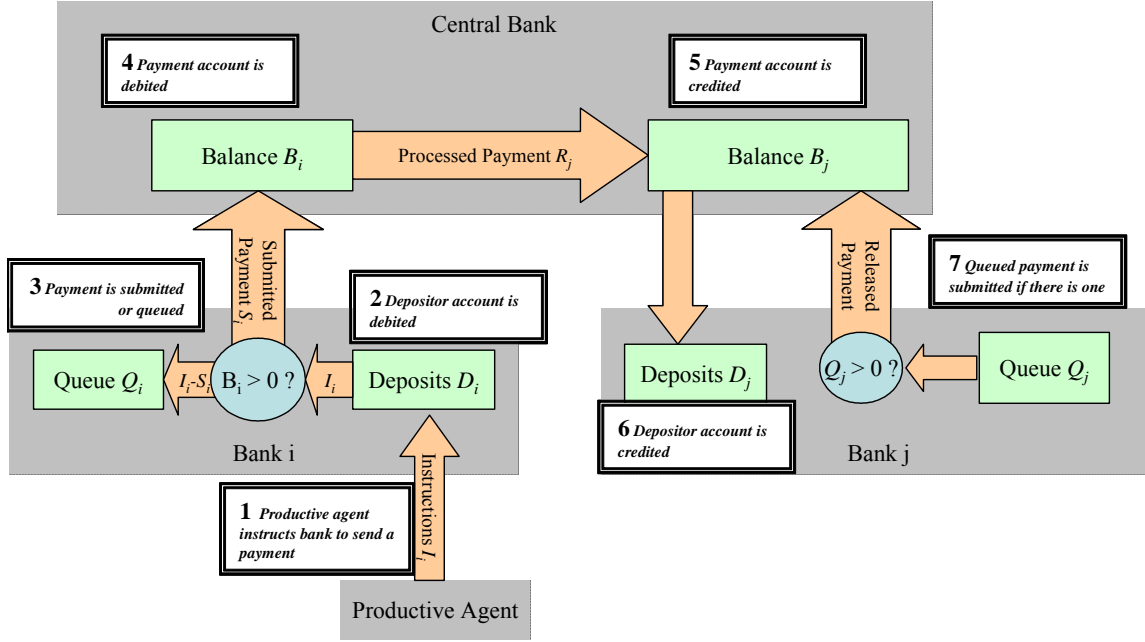 Central Bank
4 Payment account is
debited
5 Payment account is
credited
Balance B_i
Processed Payment R_j
Balance B_j
Submitted
Payment S_i
Released
Payment
3 Payment is submitted
or queued
2 Depositor account is
debited
7 Queued payment is
submitted if there is one
Queue Q_i
I_i-S_i
B_i > 0 ?
I_i
Deposits D_i
Deposits D_j
Q_j > 0 ?
Queue Q_j
6 Depositor account is
credited
Bank i
Bank j
Instructions I_i
1 Productive agent
instructs bank to send a
payment
Productive Agent